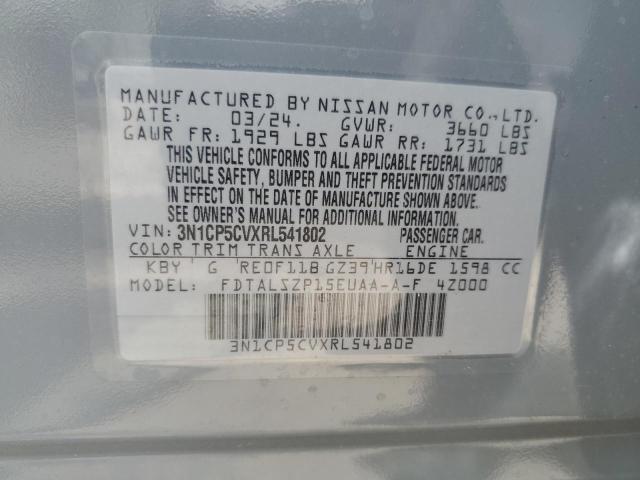 MANUFACTURED BY NISSAN MOTOR CO.,LTD.
DATE: 03/24. GVWR: 3660 LBS
GAWR FR: 1929 LBS GAWR RR: 1731 LBS
THIS VEHICLE CONFORMS TO ALL APPLICABLE FEDERAL MOTOR
VEHICLE SAFETY, BUMPER AND THEFT PREVENTION STANDARDS
IN EFFECT ON THE DATE OF MANUFACTURE SHOWN ABOVE.
SEE OWNER'S MANUAL FOR ADDITIONAL INFORMATION.
VIN: 3N1CP5CVXRL541802 PASSENGER CAR.
COLOR TRIM TRANS AXLE ENGINE
KBY G RE0F11B GZ39 HR16DE 1598 CC
MODEL: FDTALSZP15EUAA-A-F 4Z000
3N1CP5CVXRL541802